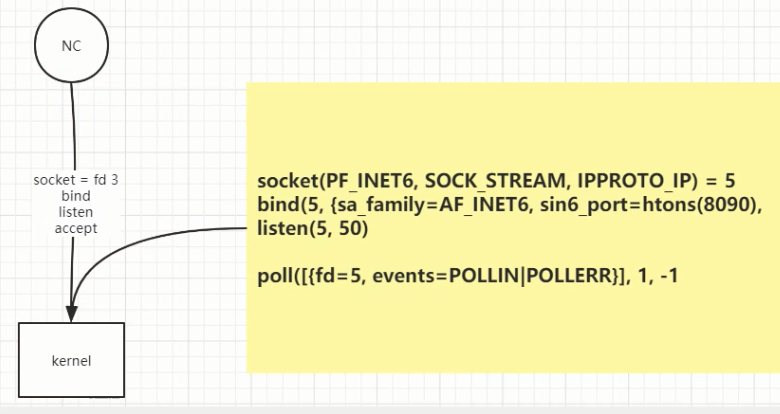 NC
socket = fd 3
bind
listen
accept
kernel
socket(PF_INET6, SOCK_STREAM, IPPROTO_IP) = 5
bind(5, {sa_family=AF_INET6, sin6_port=htons(8090),
listen(5, 50)
poll([{fd=5, events=POLLIN|POLLERR}], 1, -1